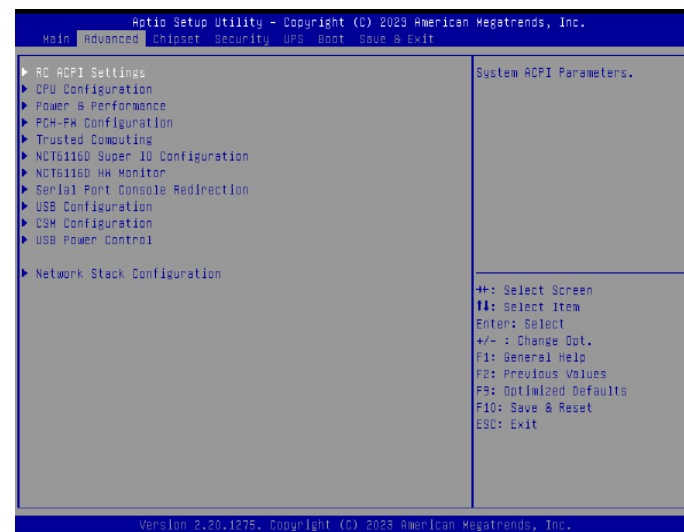 Aptio Setup Utility - Copyright (C) 2023 American Megatrends, Inc.
Main Advanced Chipset Security UPS Boot Save & Exit
RC ACPI Settings
CPU Configuration
Power & Performance
PCH-FW Configuration
Trusted Computing
NCT6116D Super IO Configuration
NCT6116D HW Monitor
Serial Port Console Redirection
USB Configuration
CSM Configuration
USB Power Control
Network Stack Configuration
System ACPI Parameters.
→←: Select Screen
↑↓: Select Item
Enter: Select
+/- : Change Opt.
F1: General Help
F2: Previous Values
F9: Optimized Defaults
F10: Save & Reset
ESC: Exit
Version 2.20.1275. Copyright (C) 2023 American Megatrends, Inc.